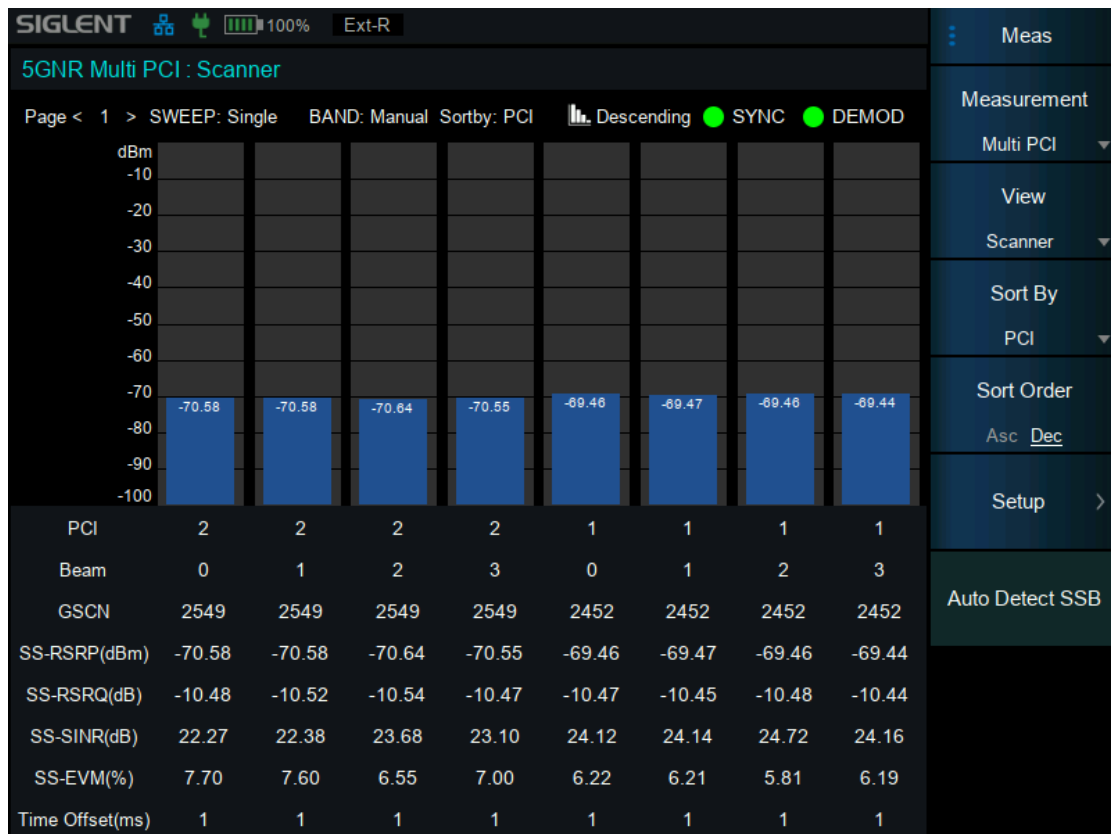 SIGLENT 100% Ext-R
Meas
5GNR Multi PCI : Scanner
Page < 1 > SWEEP: Single BAND: Manual Sortby: PCI Descending SYNC DEMOD
dBm
-10
-20
-30
-40
-50
-60
-70
-80
-90
-100
-70.58 -70.58 -70.64 -70.55 -69.46 -69.47 -69.46 -69.44
PCI 2 2 2 2 1 1 1 1
Beam 0 1 2 3 0 1 2 3
GSCN 2549 2549 2549 2549 2452 2452 2452 2452
SS-RSRP(dBm) -70.58 -70.58 -70.64 -70.55 -69.46 -69.47 -69.46 -69.44
SS-RSRQ(dB) -10.48 -10.52 -10.54 -10.47 -10.47 -10.45 -10.48 -10.44
SS-SINR(dB) 22.27 22.38 23.68 23.10 24.12 24.14 24.72 24.16
SS-EVM(%) 7.70 7.60 6.55 7.00 6.22 6.21 5.81 6.19
Time Offset(ms) 1 1 1 1 1 1 1 1
Measurement
Multi PCI
View
Scanner
Sort By
PCI
Sort Order
Asc Dec
Setup >
Auto Detect SSB